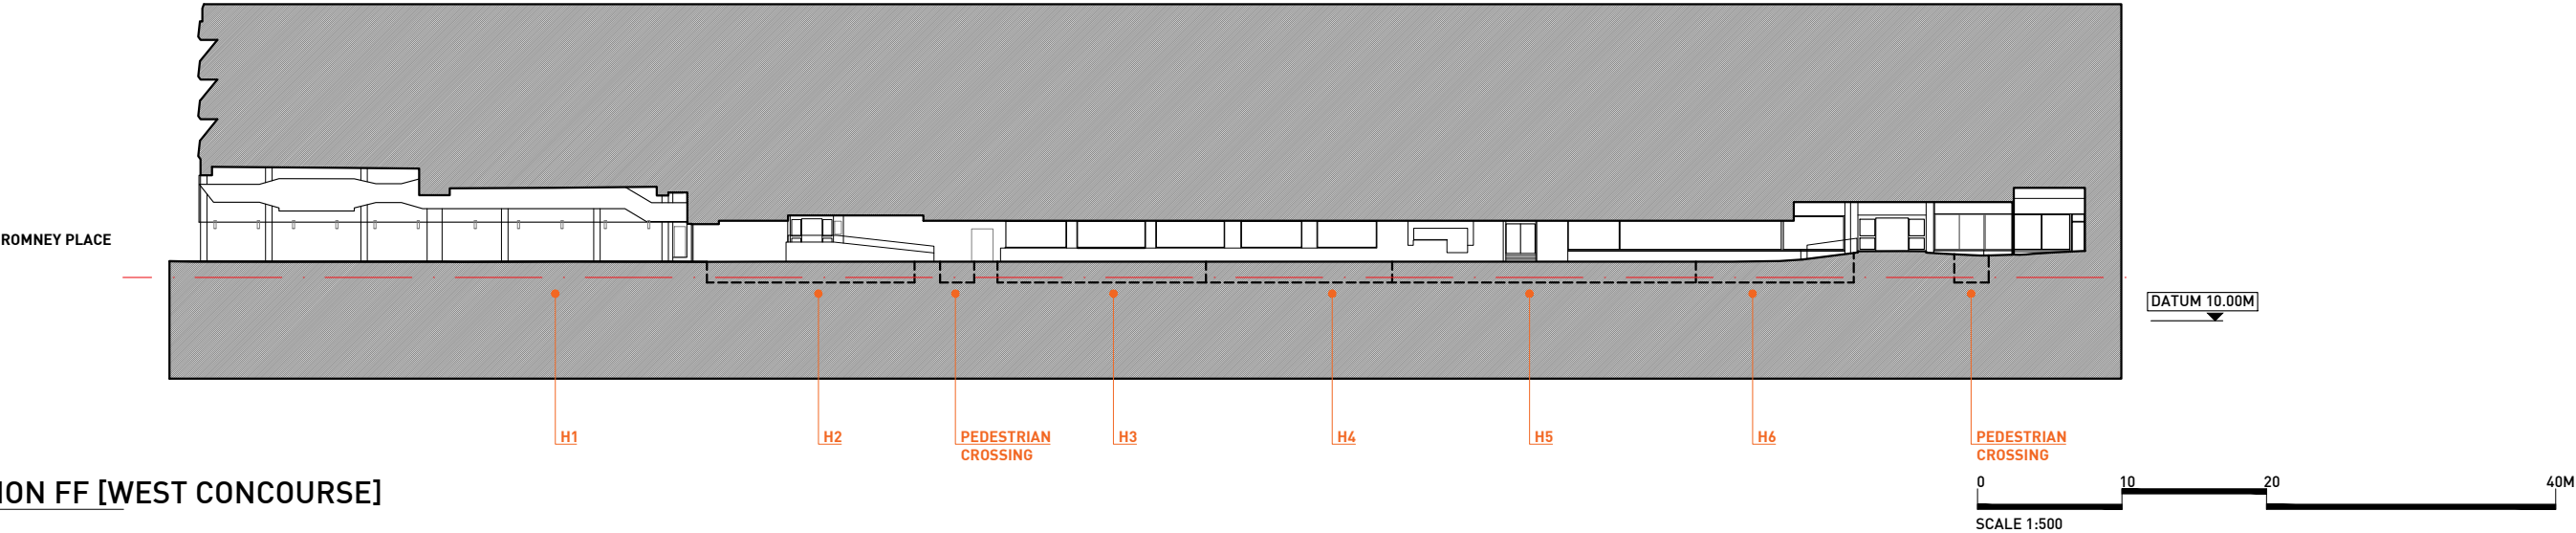 ROMNEY PLACE
DATUM 10.00M
H1
H2
PEDESTRIAN
CROSSING
H3
H4
H5
H6
PEDESTRIAN
CROSSING
ION FF [WEST CONCOURSE]
0 10 20 40M
SCALE 1:500